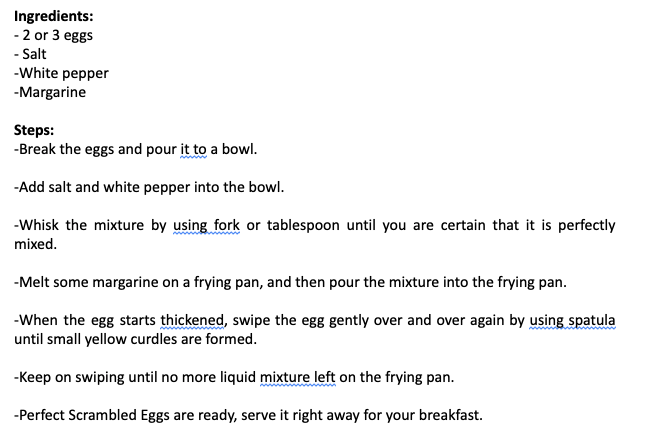 Ingredients:
- 2 or 3 eggs
- Salt
-White pepper
-Margarine
Steps:
-Break the eggs and pour it to a bowl.
-Add salt and white pepper into the bowl.
-Whisk the mixture by using fork or tablespoon until you are certain that it is perfectly
mixed.
-Melt some margarine on a frying pan, and then pour the mixture into the frying pan.
-When the egg starts thickened, swipe the egg gently over and over again by using spatula
until small yellow curdles are formed.
-Keep on swiping until no more liquid mixture left on the frying pan.
-Perfect Scrambled Eggs are ready, serve it right away for your breakfast.